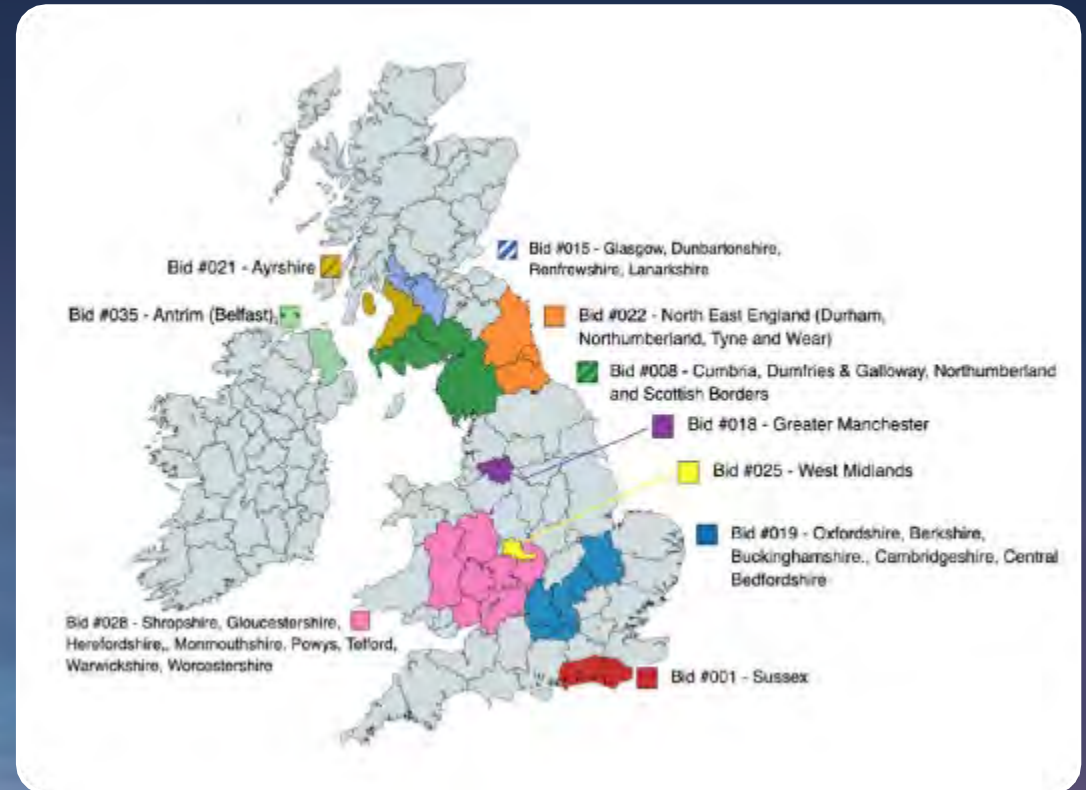 Bid #015 - Glasgow, Dunbartonshire,
Renfrewshire, Lanarkshire
Bid #021 - Ayrshire
Bid #035 - Antrim (Belfast),
Bid #022 - North East England (Durham,
Northumberland, Tyne and Wear)
Bid #008 - Cumbria, Dumfries & Galloway, Northumberland
and Scottish Borders
Bid #018 - Greater Manchester
Bid #025 - West Midlands
Bid #019 - Oxfordshire, Berkshire,
Buckinghamshire., Cambridgeshire, Central
Bedfordshire
Bid #028 - Shropshire, Gloucestershire,
Herefordshire,, Monmouthshire, Powys, Telford,
Warwickshire, Worcestershire
Bid #001 - Sussex